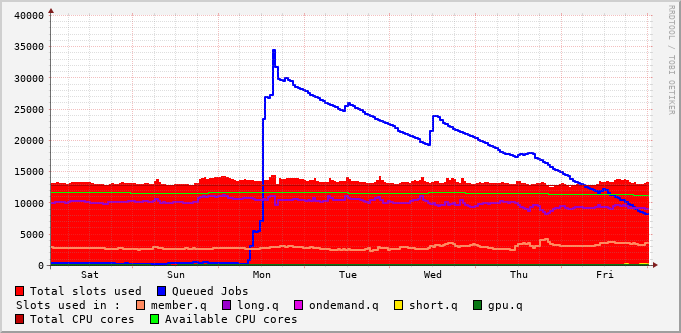 40000
35000
30000
25000
20000
15000
10000
5000
0
Sat Sun Mon Tue Wed Thu Fri
RRDTOOL / TOBI OETIKER
Total slots used Queued Jobs
Slots used in : member.q long.q ondemand.q short.q gpu.q
Total CPU cores Available CPU cores